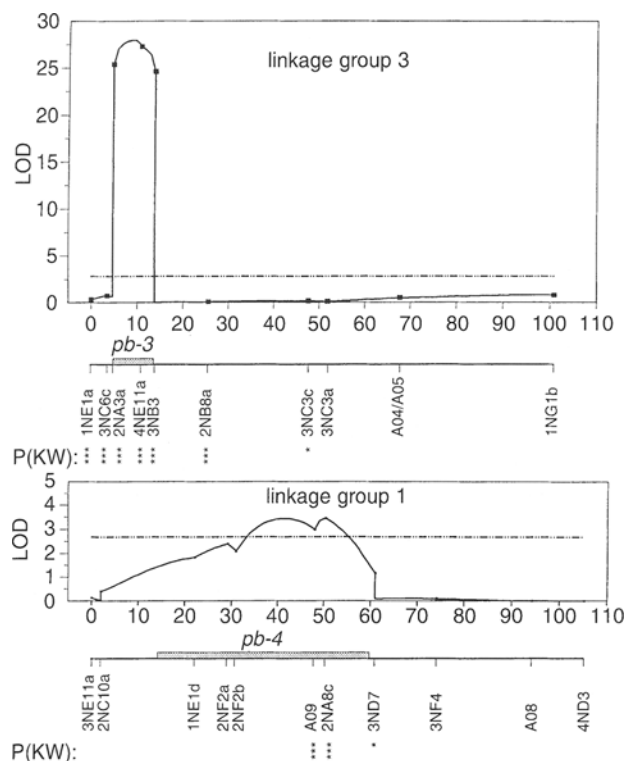 30
linkage group 3
25
20
15
LOD
10
5
0
0 10 20 30 40 50 60 70 80 90 100 110
pb-3
1NE1a 3NC6c 2NA3a 4NE11a 3NB3 2NB8a 3NC3c 3NC3a A04/A05 1NG1b
P(KW): *** *** *** *** *** *** *
5
linkage group 1
4
3
LOD
2
1
0
0 10 20 30 40 50 60 70 80 90 100 110
pb-4
3NE11a 2NC10a 1NE1d 2NF2a 2NF2b A09 2NA8c 3ND7 3NF4 A08 4ND3
P(KW): *** *** *